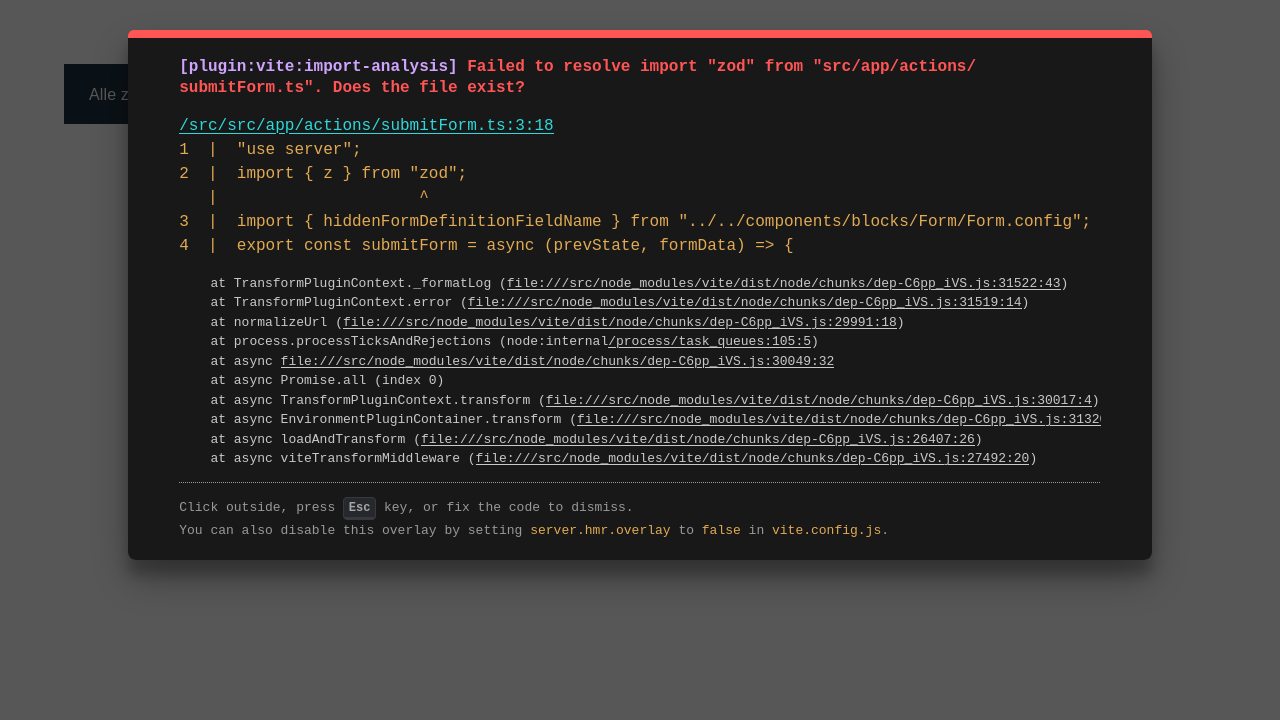 [plugin:vite:import-analysis] Failed to resolve import "zod" from "src/app/actions/
submitForm.ts". Does the file exist?
/src/src/app/actions/submitForm.ts:3:18
1  |  "use server";
2  |  import { z } from "zod";
   |                     ^
3  |  import { hiddenFormDefinitionFieldName } from "../../components/blocks/Form/Form.config";
4  |  export const submitForm = async (prevState, formData) => {
at TransformPluginContext._formatLog (file:///src/node_modules/vite/dist/node/chunks/dep-C6pp_iVS.js:31522:43)
at TransformPluginContext.error (file:///src/node_modules/vite/dist/node/chunks/dep-C6pp_iVS.js:31519:14)
at normalizeUrl (file:///src/node_modules/vite/dist/node/chunks/dep-C6pp_iVS.js:29991:18)
at process.processTicksAndRejections (node:internal/process/task_queues:105:5)
at async file:///src/node_modules/vite/dist/node/chunks/dep-C6pp_iVS.js:30049:32
at async Promise.all (index 0)
at async TransformPluginContext.transform (file:///src/node_modules/vite/dist/node/chunks/dep-C6pp_iVS.js:30017:4)
at async EnvironmentPluginContainer.transform (file:///src/node_modules/vite/dist/node/chunks/dep-C6pp_iVS.js:3132
at async loadAndTransform (file:///src/node_modules/vite/dist/node/chunks/dep-C6pp_iVS.js:26407:26)
at async viteTransformMiddleware (file:///src/node_modules/vite/dist/node/chunks/dep-C6pp_iVS.js:27492:20)
Click outside, press Esc key, or fix the code to dismiss.
You can also disable this overlay by setting server.hmr.overlay to false in vite.config.js.
Alle z